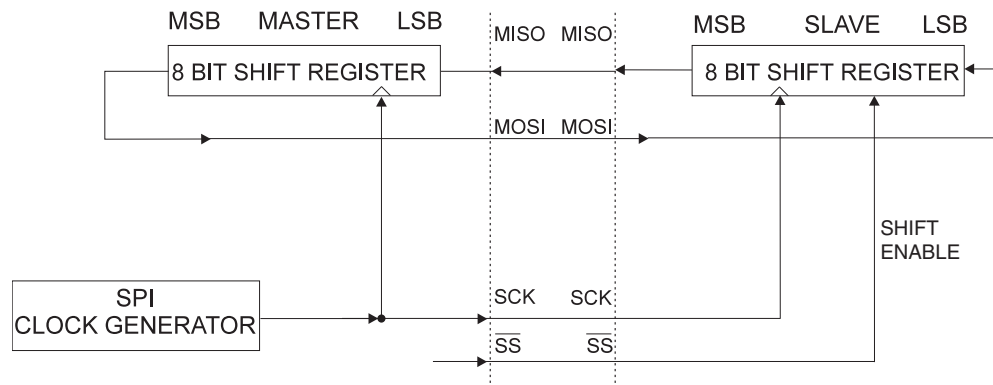 MSB MASTER LSB
MISO MISO
MSB SLAVE LSB
8 BIT SHIFT REGISTER
8 BIT SHIFT REGISTER
MOSI MOSI
SHIFT
ENABLE
SPI
CLOCK GENERATOR
SCK SCK
SS SS